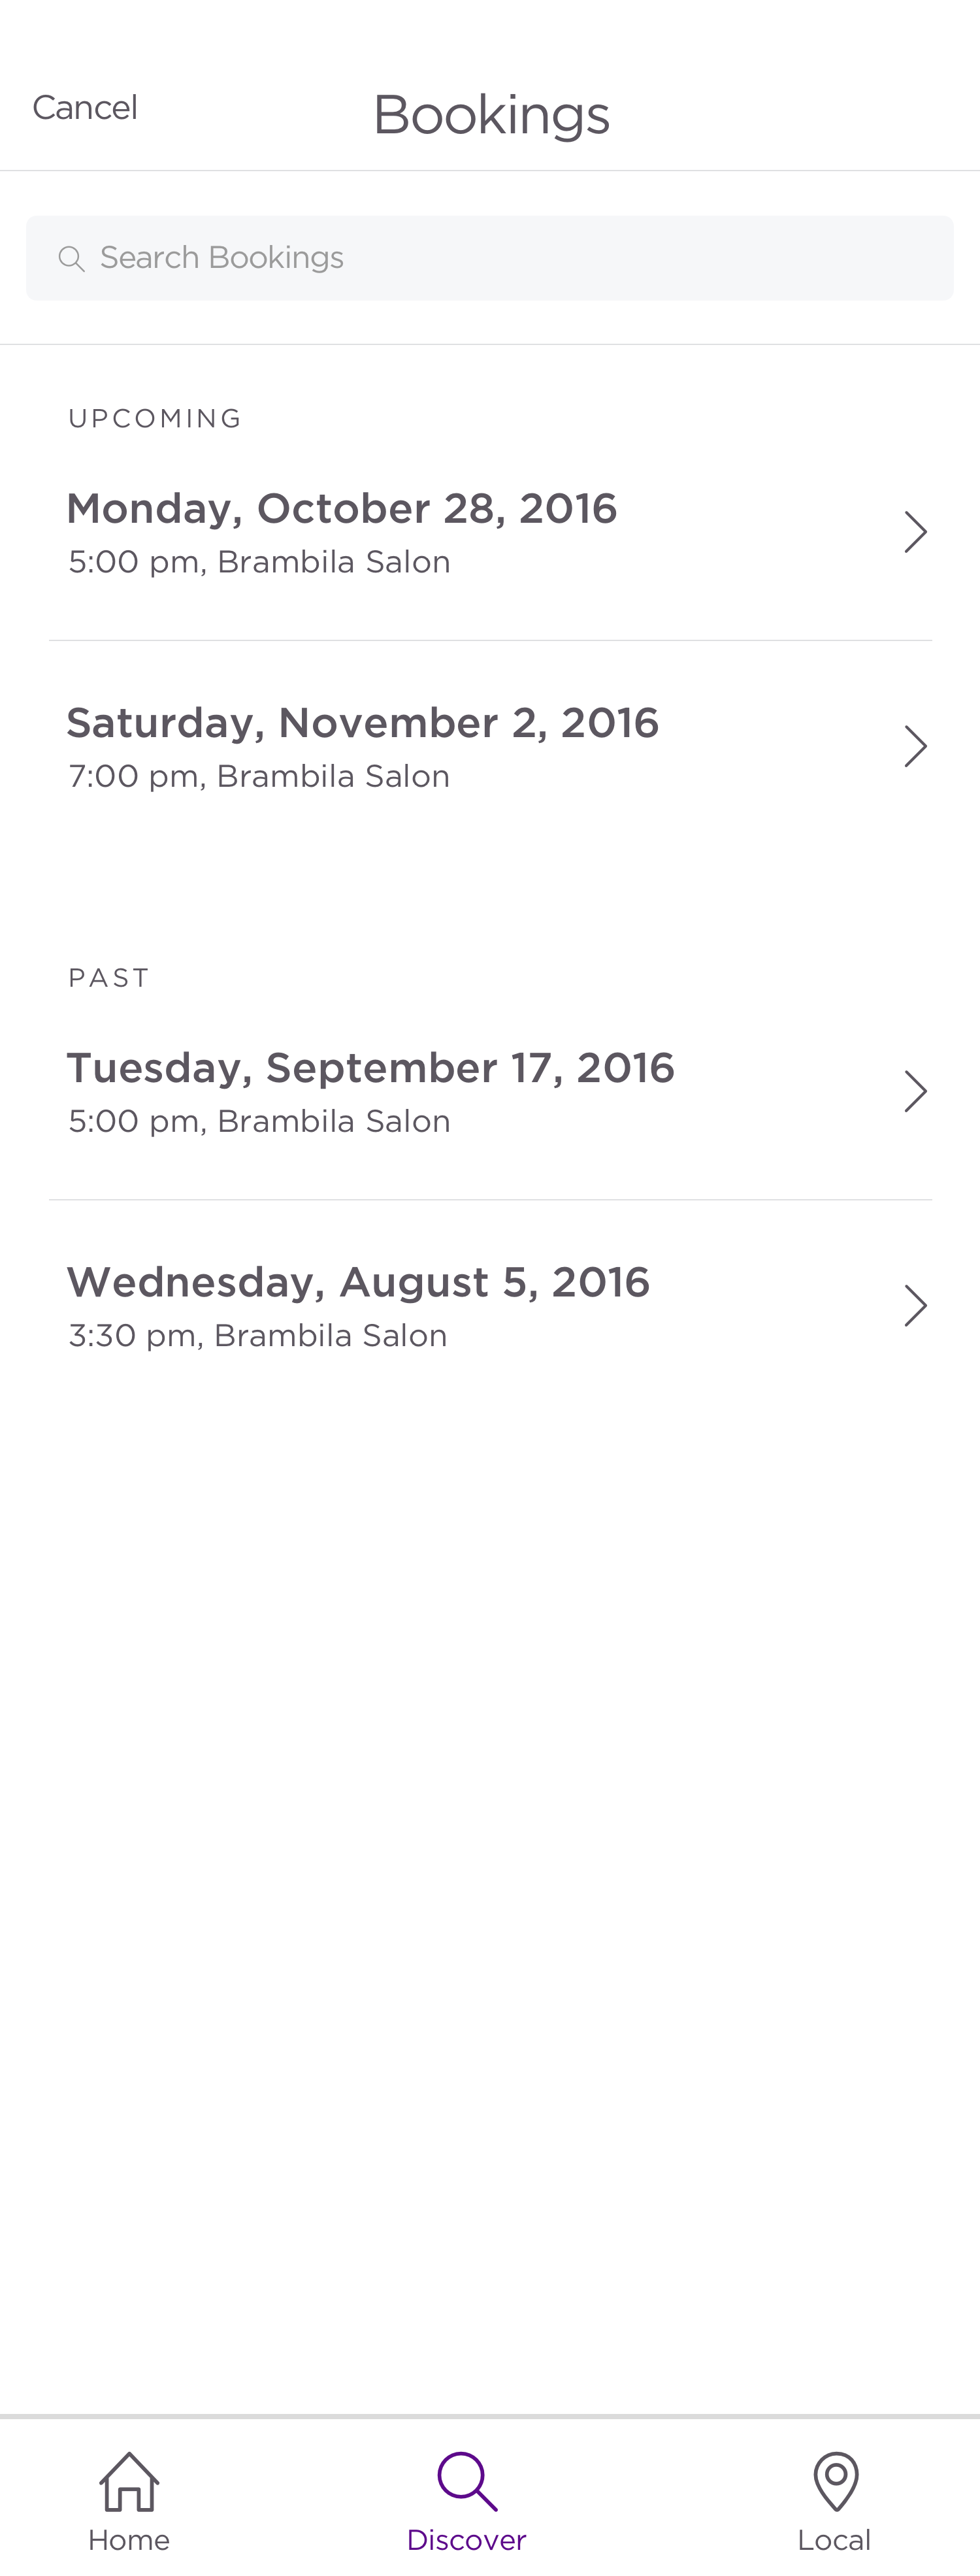 Cancel
Bookings
Search Bookings
UPCOMING
Monday, October 28, 2016
5:00 pm, Brambila Salon
Saturday, November 2, 2016
7:00 pm, Brambila Salon
PAST
Tuesday, September 17, 2016
5:00 pm, Brambila Salon
Wednesday, August 5, 2016
3:30 pm, Brambila Salon
Home
Discover
Local